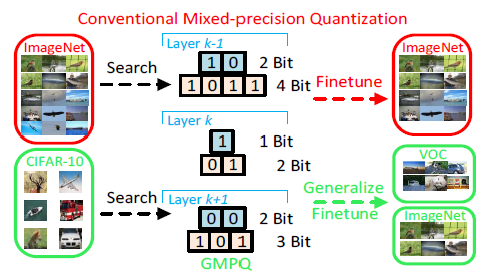 Conventional Mixed-precision Quantization
ImageNet
Search
Layer k-1
1 0 2 Bit
1 0 1 1 4 Bit
Finetune
ImageNet
Layer k
1 1 Bit
0 1 2 Bit
CIFAR-10
Search
Layer k+1
0 0 2 Bit
1 0 1 3 Bit
GMPQ
Generalize
Finetune
VOC
ImageNet